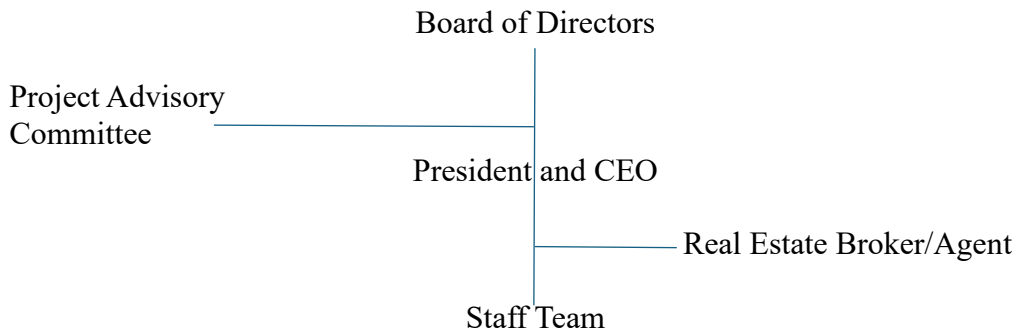 Board of Directors
Project Advisory
Committee
President and CEO
Real Estate Broker/Agent
Staff Team